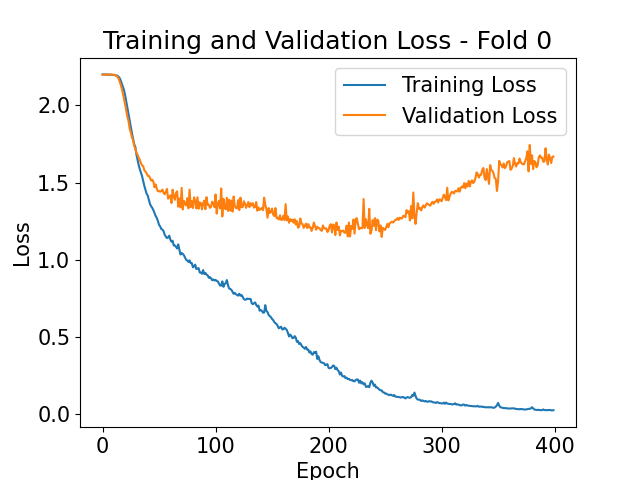 Training and Validation Loss - Fold 0
Training Loss
Validation Loss
Loss
2.0
1.5
1.0
0.5
0.0
0 100 200 300 400
Epoch